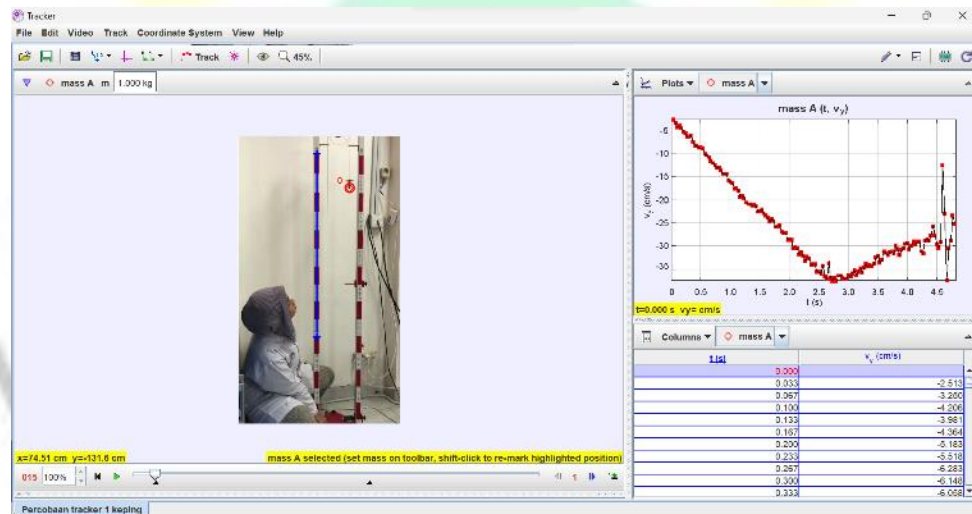 Tracker
File Edit Video Track Coordinate System View Help
Track 45%
mass A m 1.000 kg
Plots mass A
mass A (t, vy)
-5
-10
-15
-20
-25
-30
-35
vy (cm/s)
0 0.5 1.0 1.5 2.0 2.5 3.0 3.5 4.0 4.5
t (s)
t=0.000 s vy= cm/s
Columns mass A
t (s) vy (cm/s)
0.000
0.033 -2.513
0.067 -3.260
0.100 -4.206
0.133 -3.981
0.167 -4.364
0.200 -5.183
0.233 -5.518
0.267 -6.283
0.300 -6.148
0.333 -6.058
x=74.51 cm y=-131.6 cm
mass A selected (set mass on toolbar, shift-click to re-mark highlighted position)
015 100% 1
Percobaan tracker 1 keping